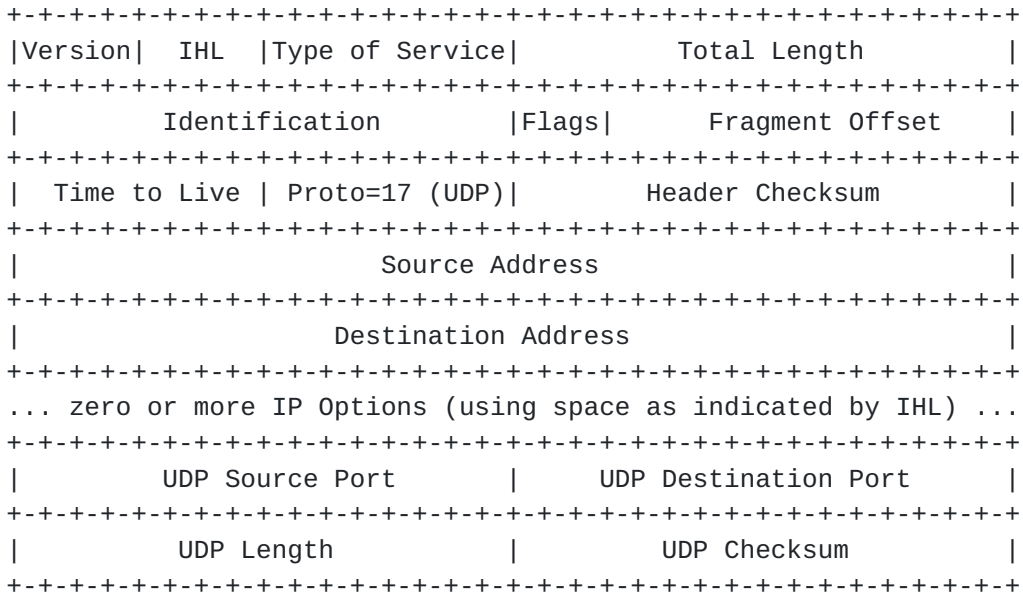 +-+-+-+-+-+-+-+-+-+-+-+-+-+-+-+-+-+-+-+-+-+-+-+-+-+-+-+-+-+-+-+-+
|Version|  IHL  |Type of Service|          Total Length         |
+-+-+-+-+-+-+-+-+-+-+-+-+-+-+-+-+-+-+-+-+-+-+-+-+-+-+-+-+-+-+-+-+
|         Identification        |Flags|      Fragment Offset    |
+-+-+-+-+-+-+-+-+-+-+-+-+-+-+-+-+-+-+-+-+-+-+-+-+-+-+-+-+-+-+-+-+
|  Time to Live | Proto=17 (UDP)|        Header Checksum        |
+-+-+-+-+-+-+-+-+-+-+-+-+-+-+-+-+-+-+-+-+-+-+-+-+-+-+-+-+-+-+-+-+
|                       Source Address                          |
+-+-+-+-+-+-+-+-+-+-+-+-+-+-+-+-+-+-+-+-+-+-+-+-+-+-+-+-+-+-+-+-+
|                    Destination Address                        |
+-+-+-+-+-+-+-+-+-+-+-+-+-+-+-+-+-+-+-+-+-+-+-+-+-+-+-+-+-+-+-+-+
... zero or more IP Options (using space as indicated by IHL) ...
+-+-+-+-+-+-+-+-+-+-+-+-+-+-+-+-+-+-+-+-+-+-+-+-+-+-+-+-+-+-+-+-+
|         UDP Source Port       |     UDP Destination Port      |
+-+-+-+-+-+-+-+-+-+-+-+-+-+-+-+-+-+-+-+-+-+-+-+-+-+-+-+-+-+-+-+-+
|          UDP Length           |         UDP Checksum          |
+-+-+-+-+-+-+-+-+-+-+-+-+-+-+-+-+-+-+-+-+-+-+-+-+-+-+-+-+-+-+-+-+